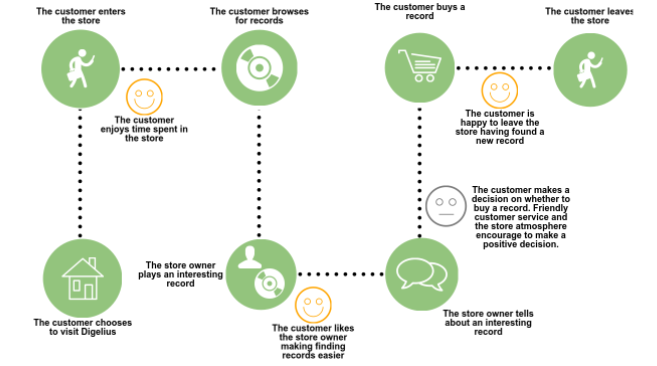 The customer enters
the store
The customer browses
for records
The customer buys a
record
The customer leaves
the store
The customer
enjoys time spent in
the store
The customer is
happy to leave the
store having found a
new record
The customer makes a
decision on whether to
buy a record. Friendly
customer service and
the store atmosphere
encourage to make a
positive decision.
The store owner
plays an interesting
record
The customer chooses
to visit Digelius
The customer likes
the store owner
making finding
records easier
The store owner tells
about an interesting
record